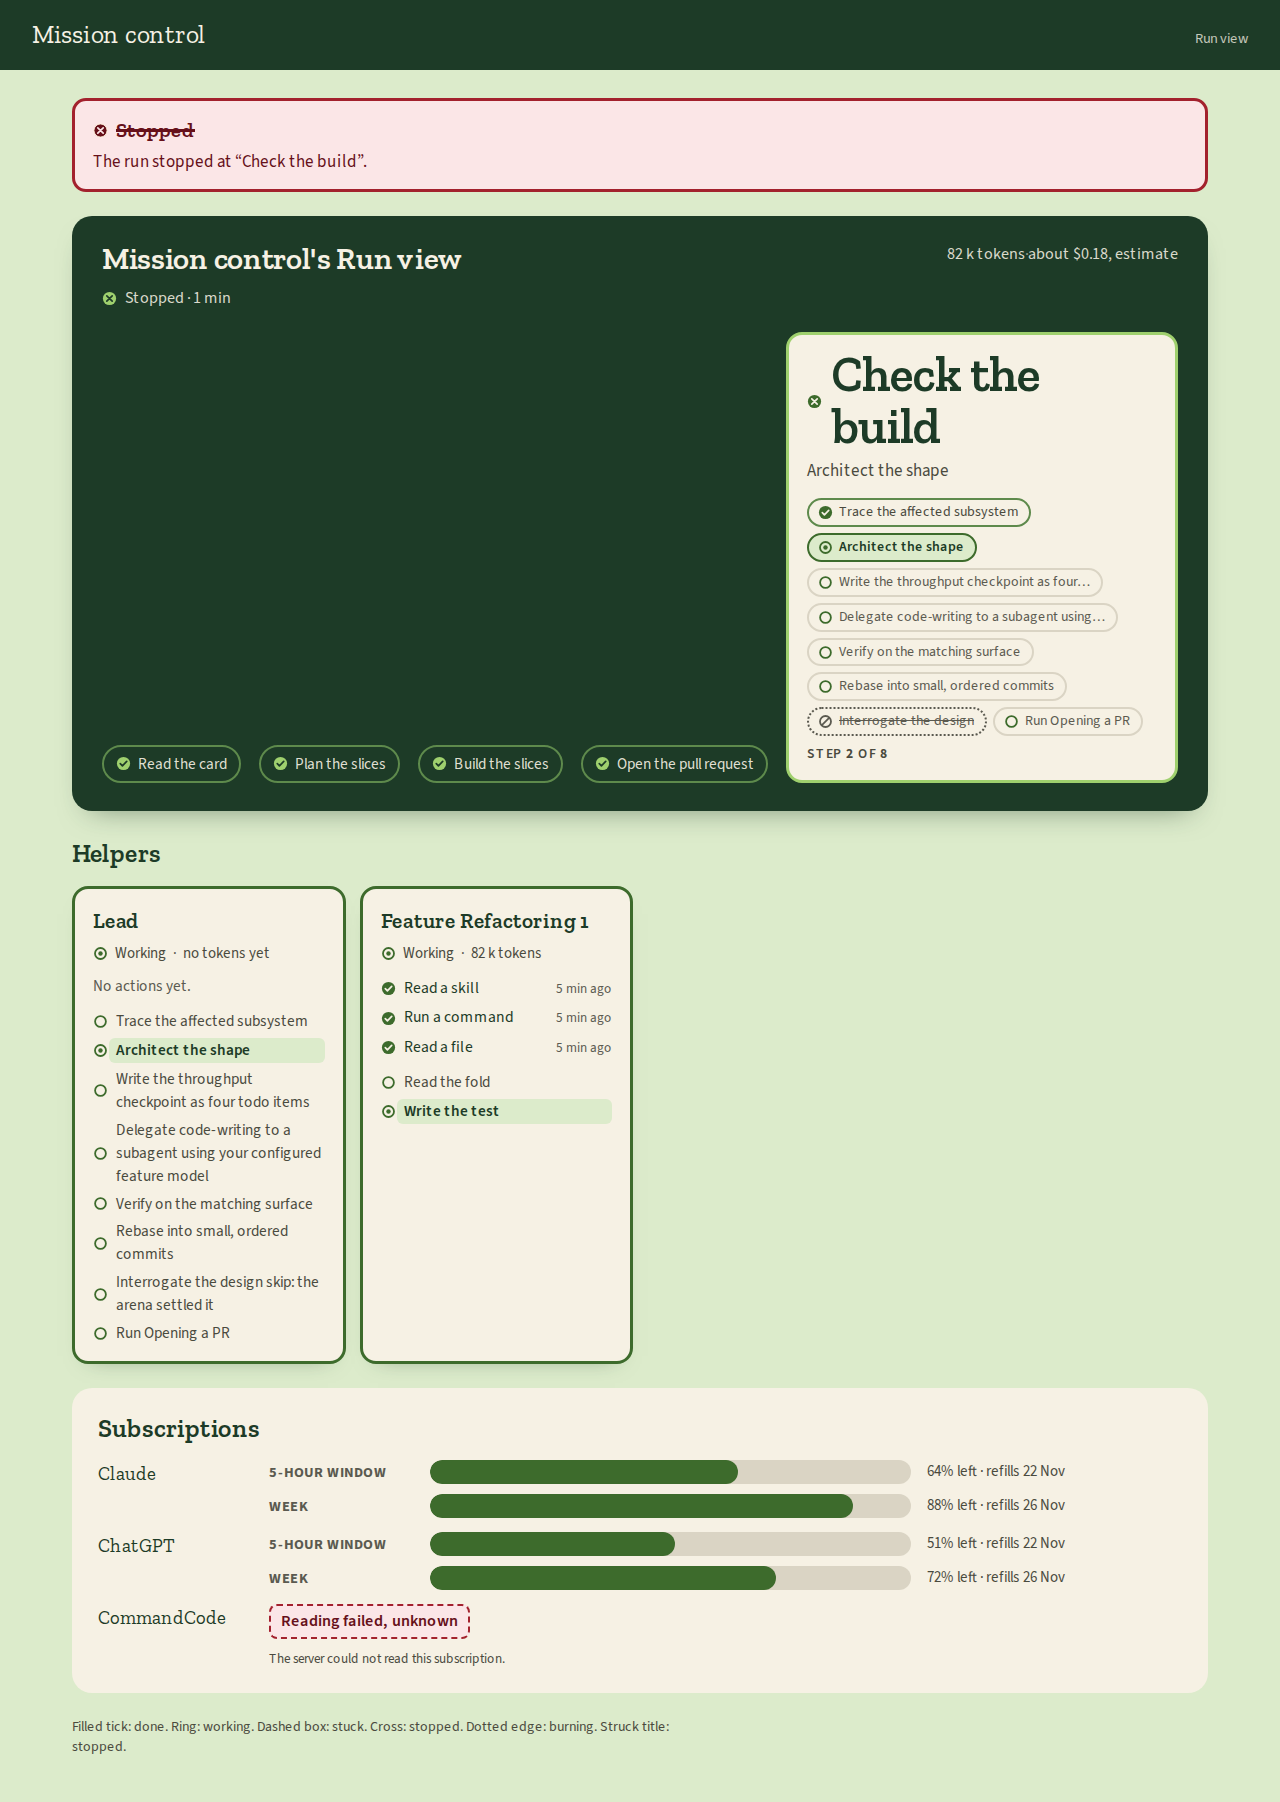 Mission control
Run view
Stopped
The run stopped at “Check the build”.
Mission control's Run view
82 k tokens·about $0.18, estimate
Stopped · 1 min
Check the
build
Architect the shape
Trace the affected subsystem
Architect the shape
Write the throughput checkpoint as four…
Delegate code-writing to a subagent using…
Verify on the matching surface
Rebase into small, ordered commits
Interrogate the design
Run Opening a PR
STEP 2 OF 8
Read the card
Plan the slices
Build the slices
Open the pull request
Helpers
Lead
Working · no tokens yet
No actions yet.
Trace the affected subsystem
Architect the shape
Write the throughput
checkpoint as four todo items
Delegate code-writing to a
subagent using your configured
feature model
Verify on the matching surface
Rebase into small, ordered
commits
Interrogate the design skip: the
arena settled it
Run Opening a PR
Feature Refactoring 1
Working · 82 k tokens
Read a skill 5 min ago
Run a command 5 min ago
Read a file 5 min ago
Read the fold
Write the test
Subscriptions
Claude
5-HOUR WINDOW
64% left · refills 22 Nov
WEEK
88% left · refills 26 Nov
ChatGPT
5-HOUR WINDOW
51% left · refills 22 Nov
WEEK
72% left · refills 26 Nov
CommandCode
Reading failed, unknown
The server could not read this subscription.
Filled tick: done. Ring: working. Dashed box: stuck. Cross: stopped. Dotted edge: burning. Struck title:
stopped.